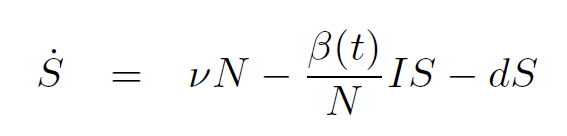 Ṡ = νN − β(t)/N IS − dS